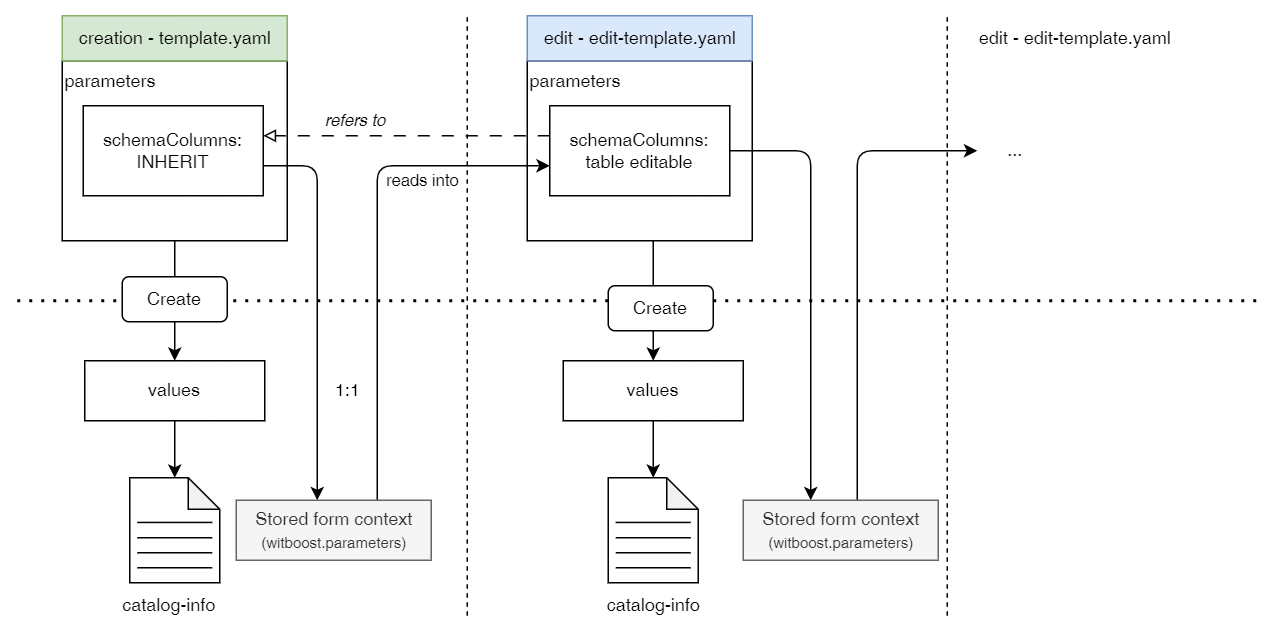 creation - template.yaml
edit - edit-template.yaml
edit - edit-template.yaml
parameters
parameters
refers to
schemaColumns:
INHERIT
schemaColumns:
table editable
...
reads into
Create
Create
values
1:1
values
Stored form context
(witboost.parameters)
Stored form context
(witboost.parameters)
catalog-info
catalog-info